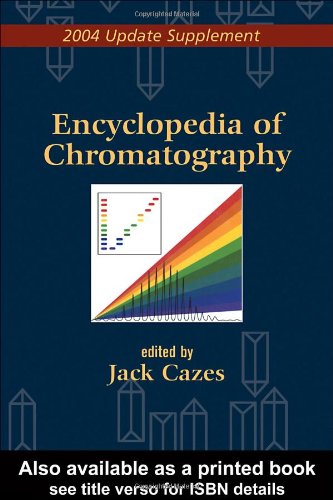 2004 Update Supplement
Encyclopedia of
Chromatography
edited by
Jack Cazes
Also available as a printed book
see title verso for ISBN details